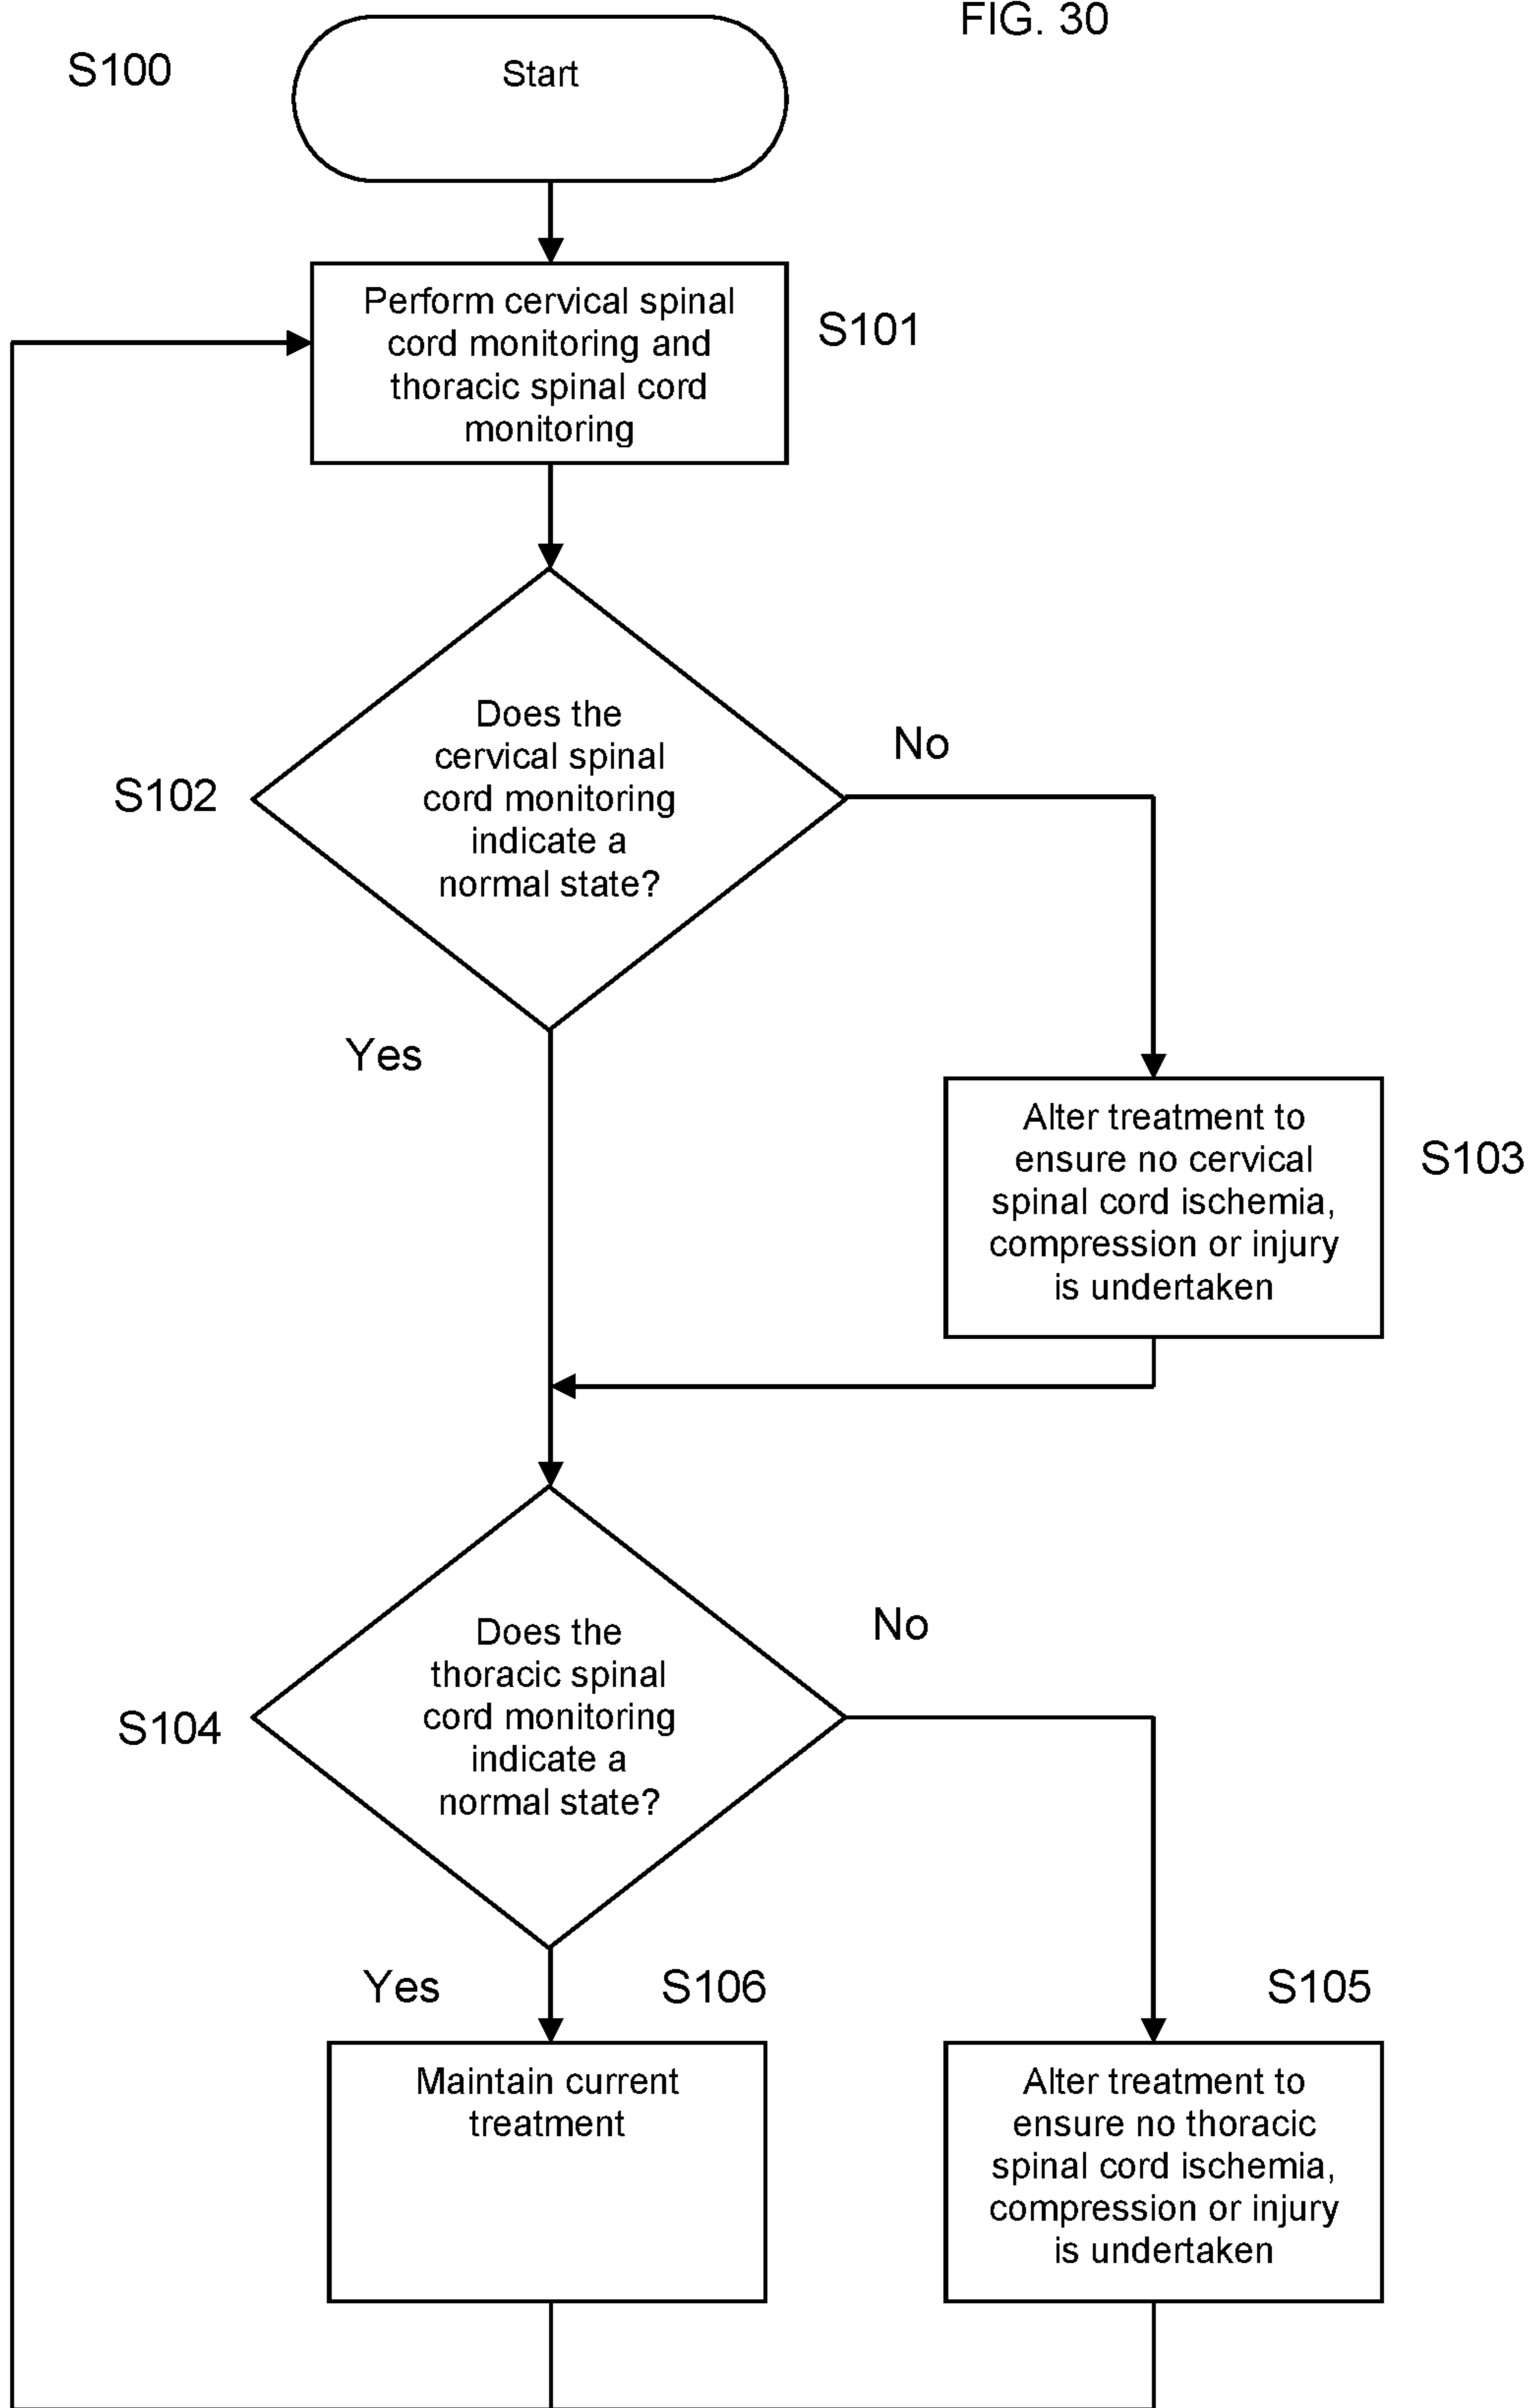 FIG. 30
S100
Start
Perform cervical spinal
cord monitoring and
thoracic spinal cord
monitoring
S101
Does the
cervical spinal
cord monitoring
indicate a
normal state?
S102
No
Yes
Alter treatment to
ensure no cervical
spinal cord ischemia,
compression or injury
is undertaken
S103
Does the
thoracic spinal
cord monitoring
indicate a
normal state?
S104
No
Yes
S106
S105
Maintain current
treatment
Alter treatment to
ensure no thoracic
spinal cord ischemia,
compression or injury
is undertaken